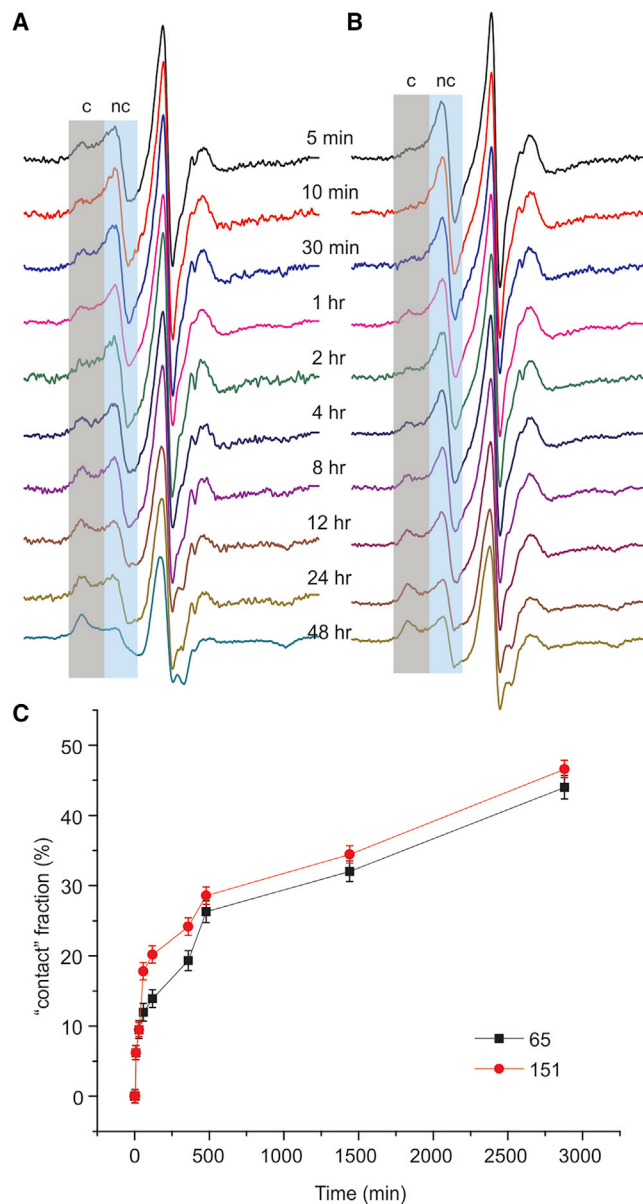 A
B
c nc
c nc
5 min
10 min
30 min
1 hr
2 hr
4 hr
8 hr
12 hr
24 hr
48 hr
C
50
40
30
20
10
0
"contact" fraction (%)
65
151
0 500 1000 1500 2000 2500 3000
Time (min)